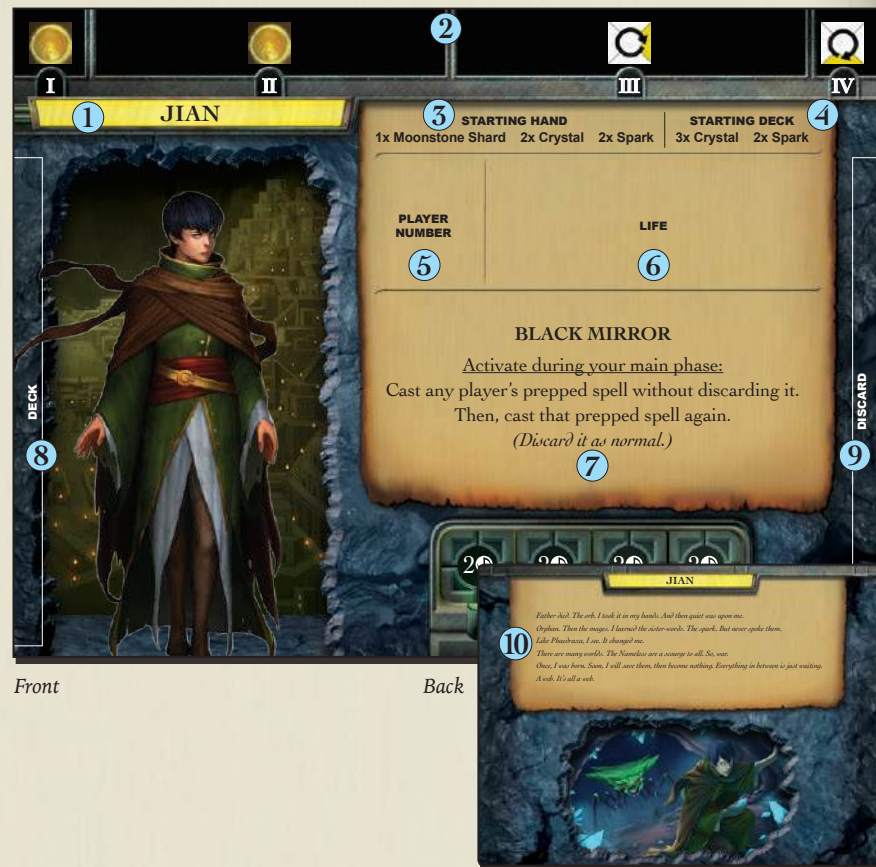 2
I II III IV
1 JIAN
3 STARTING HAND
1x Moonstone Shard 2x Crystal 2x Spark
4 STARTING DECK
3x Crystal 2x Spark
PLAYER
NUMBER
5
LIFE
6
BLACK MIRROR
Activate during your main phase:
Cast any player's prepped spell without discarding it.
Then, cast that prepped spell again.
(Discard it as normal.)
7
DECK
8
DISCARD
9
2 2 2 2
JIAN
10
Father died. The orb. I took it in my hands. And then quiet was upon me.
Orphan. Then the mages. I learned the sister-words. The spark. But never spoke them.
Like Phaedraxa, I see. It changed me.
There are many worlds. The Nameless are a scourge to all. So, war.
Once, I was born. Soon, I will save them, then become nothing. Everything in between is just waiting.
A web. It's all a web.
Front
Back